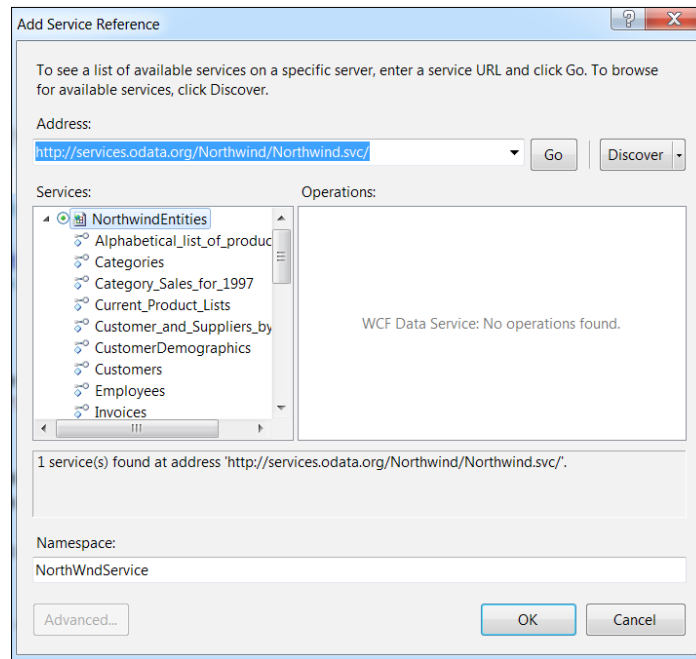 Add Service Reference
To see a list of available services on a specific server, enter a service URL and click Go. To browse
for available services, click Discover.
Address:
http://services.odata.org/Northwind/Northwind.svc/
Go
Discover
Services:
Operations:
NorthwindEntities
Alphabetical_list_of_produc
Categories
Category_Sales_for_1997
Current_Product_Lists
Customer_and_Suppliers_by
CustomerDemographics
Customers
Employees
Invoices
WCF Data Service: No operations found.
1 service(s) found at address 'http://services.odata.org/Northwind/Northwind.svc/'.
Namespace:
NorthWndService
Advanced...
OK
Cancel